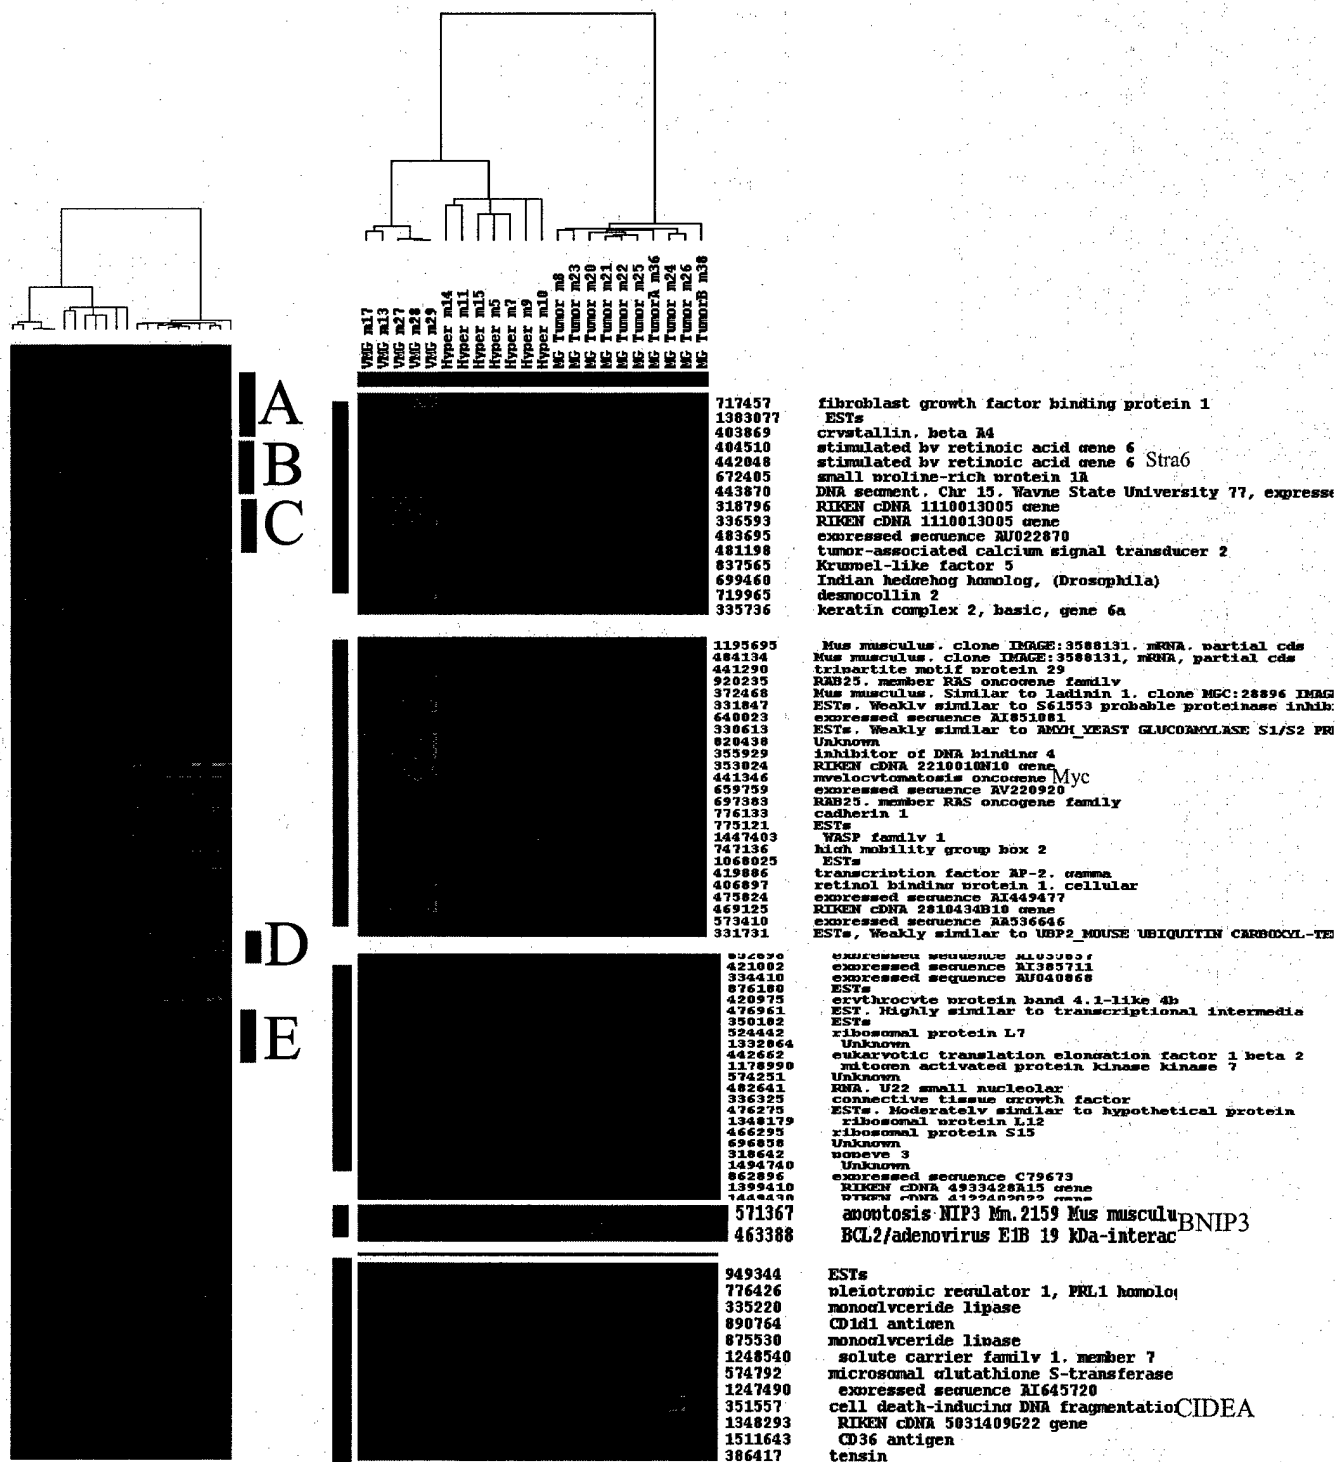 VMG m17
VMG m13
VMG m27
VMG m28
VMG m29
Hyper m14
Hyper m11
Hyper m15
Hyper m5
Hyper m7
Hyper m9
Hyper m10
MG Tumor m8
MG Tumor m23
MG Tumor m20
MG Tumor m21
MG Tumor m22
MG Tumor m25
MG TumorA m36
MG Tumor m24
MG Tumor m26
MG TumorB m38
A
B
C
D
E
717457 fibroblast growth factor binding protein 1
1383077 ESTs
403869 crystallin, beta A4
404510 stimulated by retinoic acid gene 6
442048 stimulated by retinoic acid gene 6 Stra6
672405 small proline-rich protein 1A
443870 DNA segment, Chr 15, Wayne State University 77, expresse
318796 RIKEN cDNA 1110013O05 gene
336593 RIKEN cDNA 1110013O05 gene
483695 expressed sequence AU022870
481198 tumor-associated calcium signal transducer 2
837565 Kruppel-like factor 5
699460 Indian hedgehog homolog, (Drosophila)
719965 desmocollin 2
335736 keratin complex 2, basic, gene 6a
1195695 Mus musculus, clone IMAGE:3588131, mRNA, partial cds
484134 Mus musculus, clone IMAGE:3588131, mRNA, partial cds
441290 tripartite motif protein 29
920235 RAB25, member RAS oncogene family
372468 Mus musculus, Similar to ladinin 1, clone MGC:28896 IMAG
331847 ESTs, Weakly similar to S61553 probable proteinase inhib
640023 expressed sequence AI851081
330613 ESTs, Weakly similar to AMYH_YEAST GLUCOAMYLASE S1/S2 PR
820438 Unknown
355929 inhibitor of DNA binding 4
353024 RIKEN cDNA 2210010N10 gene
441346 myelocytomatosis oncogene Myc
659759 expressed sequence AV220920
697383 RAB25, member RAS oncogene family
776133 cadherin 1
775121 ESTs
1447403 WASP family 1
747136 high mobility group box 2
1068025 ESTs
419886 transcription factor AP-2, gamma
406897 retinol binding protein 1, cellular
475824 expressed sequence AI449477
469125 RIKEN cDNA 2810434B10 gene
573410 expressed sequence AA536646
331731 ESTs, Weakly similar to UBP2_MOUSE UBIQUITIN CARBOXYL-TE
expressed sequence
421002 expressed sequence AI385711
334410 expressed sequence AU040868
876180 ESTs
420975 erythrocyte protein band 4.1-like 4b
476961 EST, Highly similar to transcriptional intermedia
350182 ESTs
524442 ribosomal protein L7
1332864 Unknown
442662 eukaryotic translation elongation factor 1 beta 2
1178990 mitogen activated protein kinase kinase 7
574251 Unknown
482641 RNA, U22 small nucleolar
336325 connective tissue growth factor
476275 ESTs, Moderately similar to hypothetical protein
1348179 ribosomal protein L12
466295 ribosomal protein S15
696858 Unknown
318642 popeye 3
1494740 Unknown
862896 expressed sequence C79673
1399410 RIKEN cDNA 4933428A15 gene
RIKEN cDNA gene
571367 apoptosis NIP3 Mm.2159 Mus musculu BNIP3
463388 BCL2/adenovirus E1B 19 kDa-interac
949344 ESTs
776426 pleiotropic regulator 1, PRL1 homolo
335220 monoglyceride lipase
890764 CD1d1 antigen
875530 monoglyceride lipase
1248540 solute carrier family 1, member 7
574792 microsomal glutathione S-transferase
1247490 expressed sequence AI645720
351557 cell death-inducing DNA fragmentatio CIDEA
1348293 RIKEN cDNA 5031409G22 gene
1511643 CD36 antigen
386417 tensin